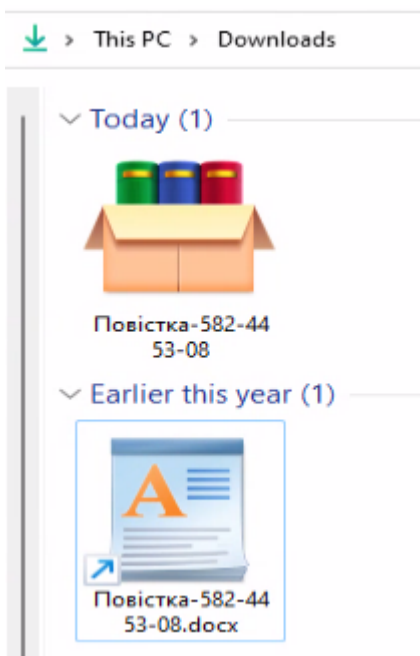 > This PC > Downloads
Today (1)
Повістка-582-44
53-08
Earlier this year (1)
A
Повістка-582-44
53-08.docx